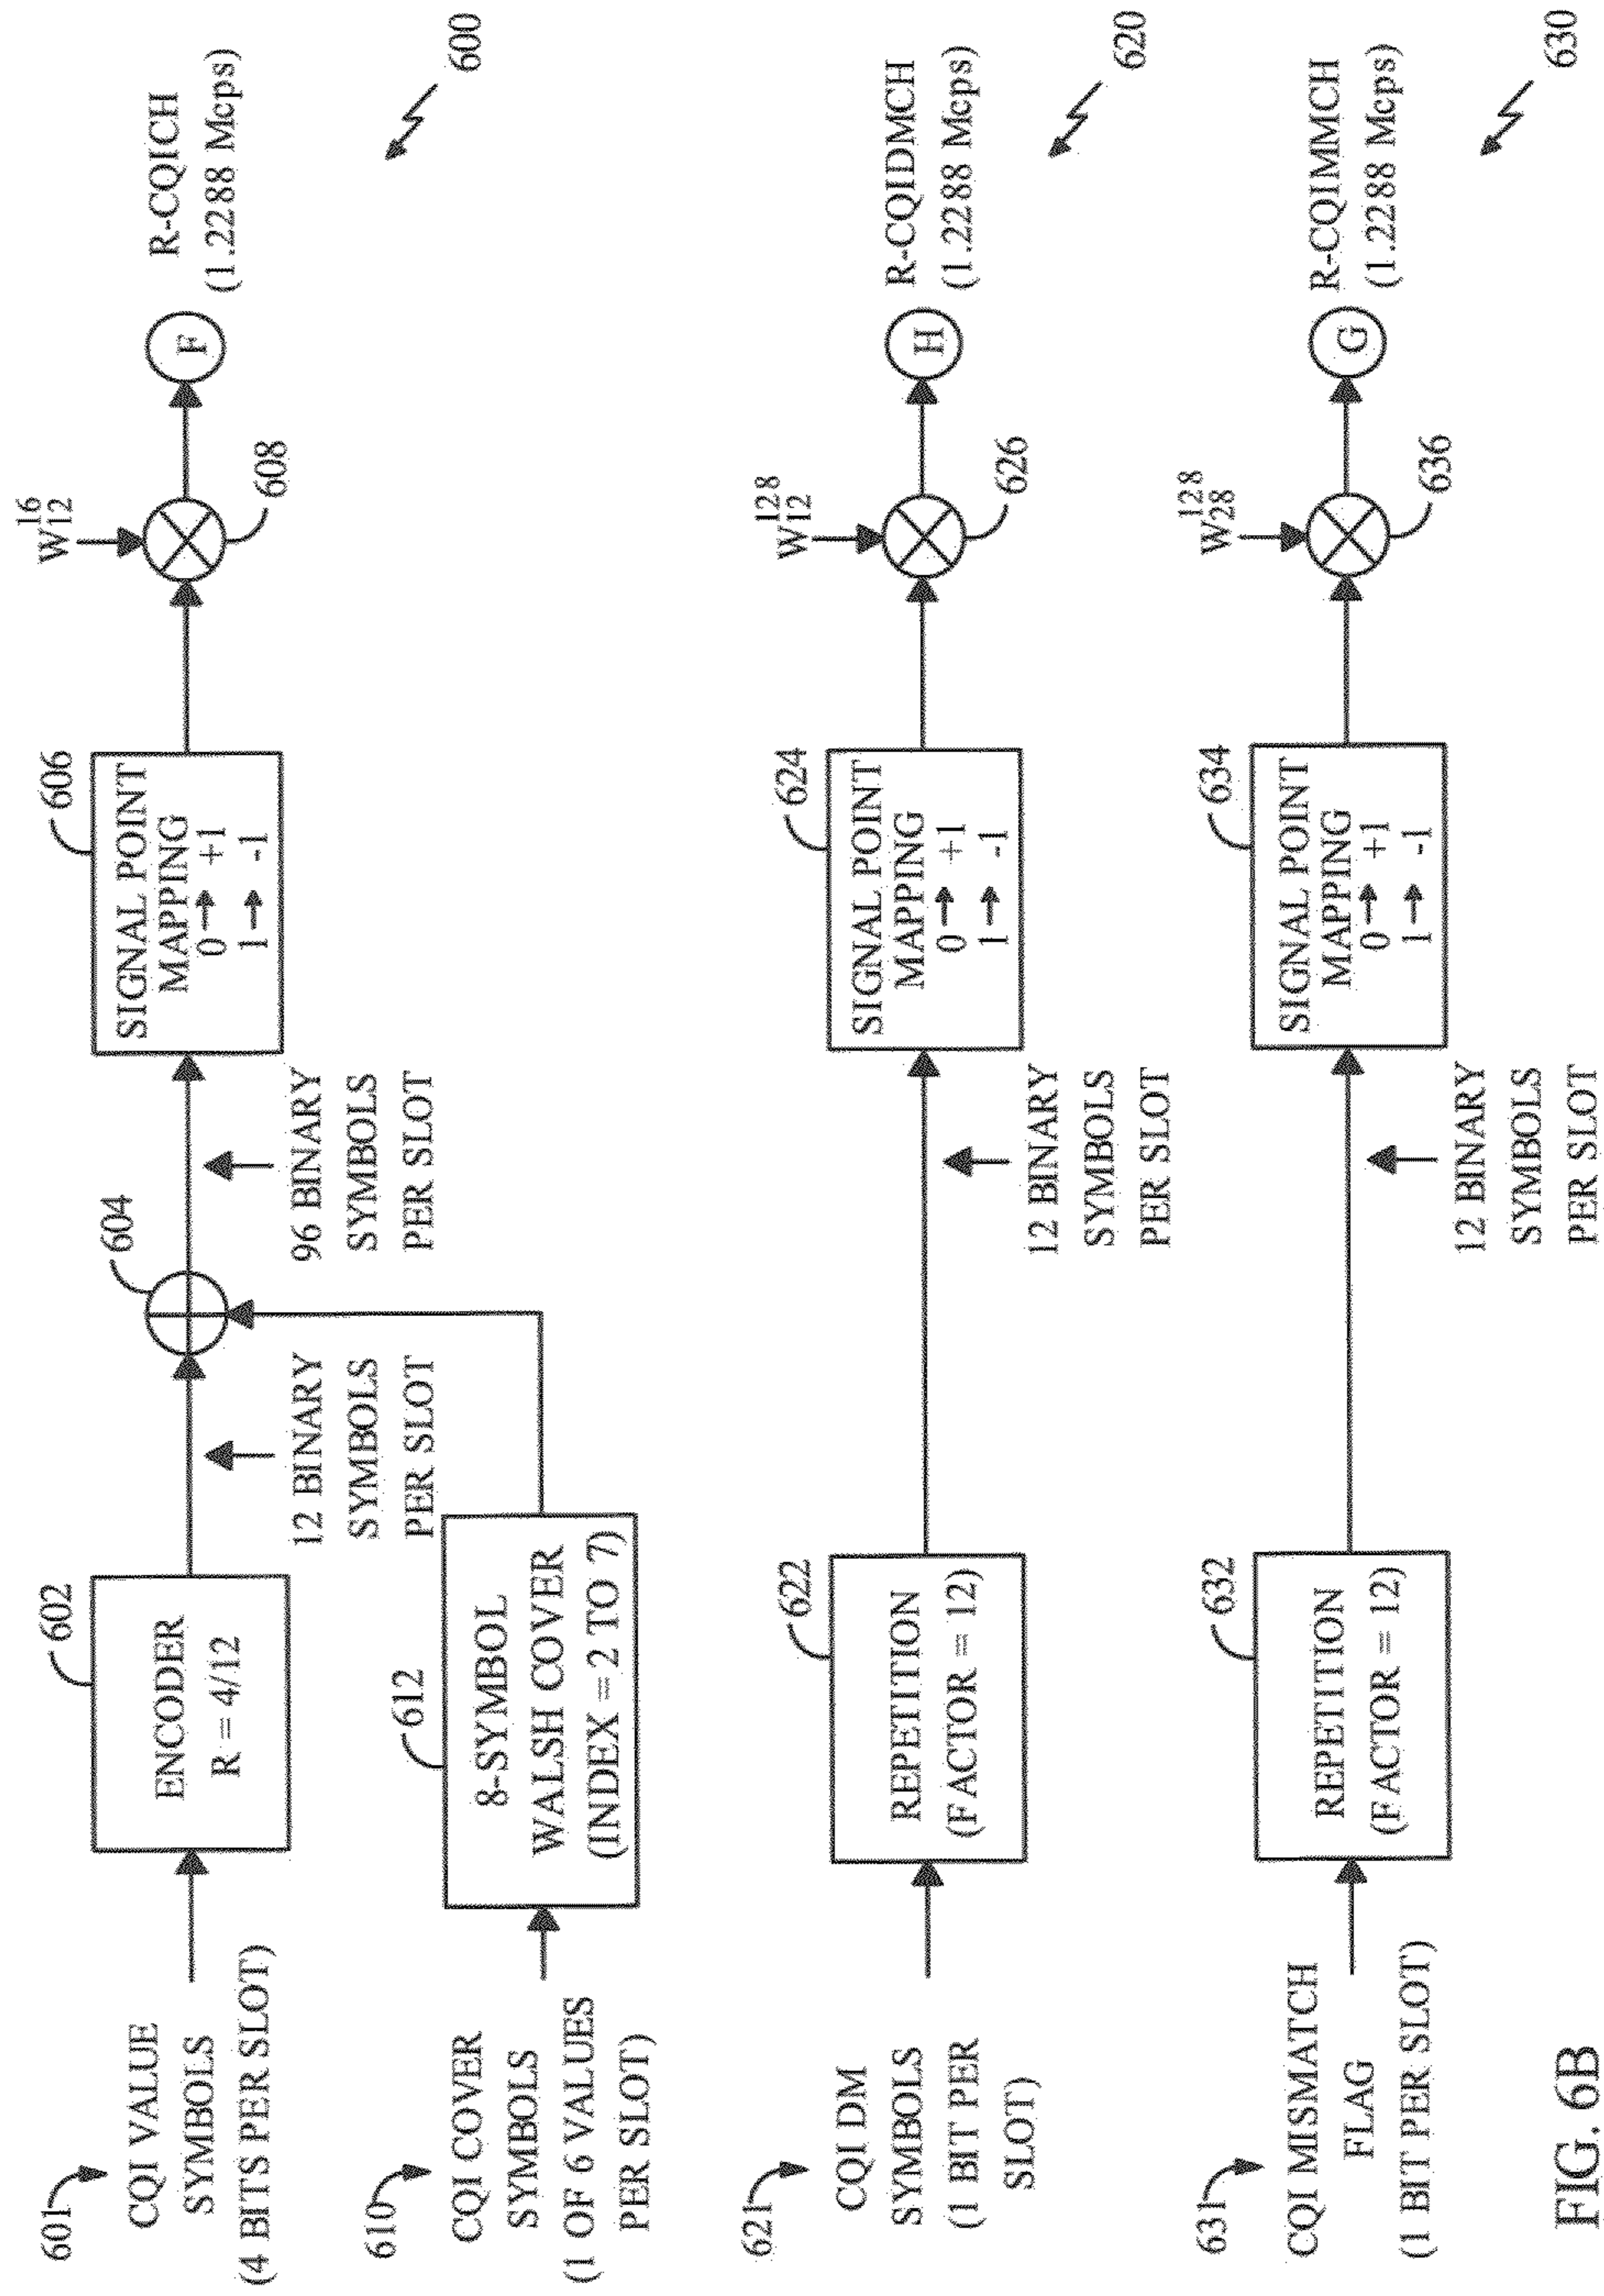 601
CQI VALUE
SYMBOLS
(4 BITS PER SLOT)
602
ENCODER
R = 4/12
12 BINARY
SYMBOLS
PER SLOT
604
96 BINARY
SYMBOLS
PER SLOT
606
SIGNAL POINT
MAPPING
0→ +1
1→ -1
W 16 12
608
F
R-CQICH
(1.2288 Mcps)
600
610
CQI COVER
SYMBOLS
(1 OF 6 VALUES
PER SLOT)
612
8-SYMBOL
WALSH COVER
(INDEX = 2 TO 7)
621
CQI DM
SYMBOLS
(1 BIT PER
SLOT)
622
REPETITION
(FACTOR = 12)
12 BINARY
SYMBOLS
PER SLOT
624
SIGNAL POINT
MAPPING
0→ +1
1→ -1
W 128 12
626
H
R-CQIDMCH
(1.2288 Mcps)
620
631
CQI MISMATCH
FLAG
(1 BIT PER SLOT)
632
REPETITION
(FACTOR = 12)
12 BINARY
SYMBOLS
PER SLOT
634
SIGNAL POINT
MAPPING
0→ +1
1→ -1
W 128 28
636
G
R-CQIMMCH
(1.2288 Mcps)
630
FIG. 6B